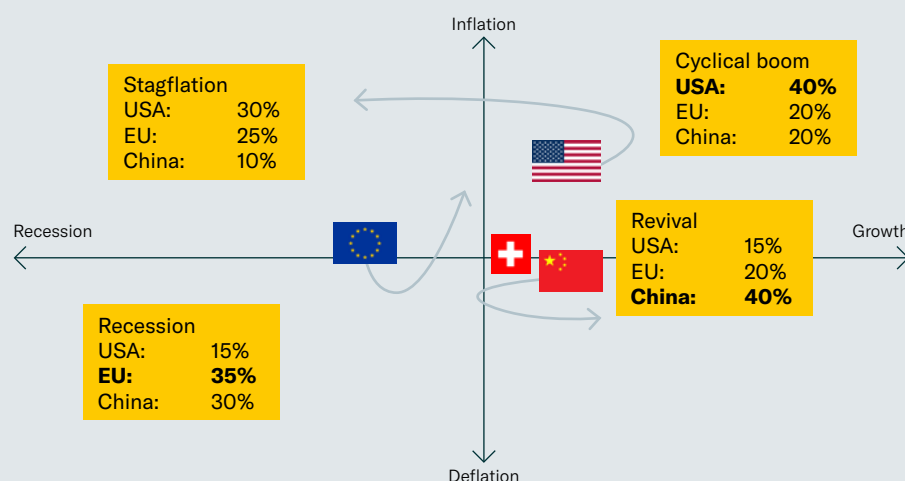 Inflation
Stagflation
USA: 30%
EU: 25%
China: 10%
Cyclical boom
USA: 40%
EU: 20%
China: 20%
Recession
Growth
Revival
USA: 15%
EU: 20%
China: 40%
Recession
USA: 15%
EU: 35%
China: 30%
Deflation